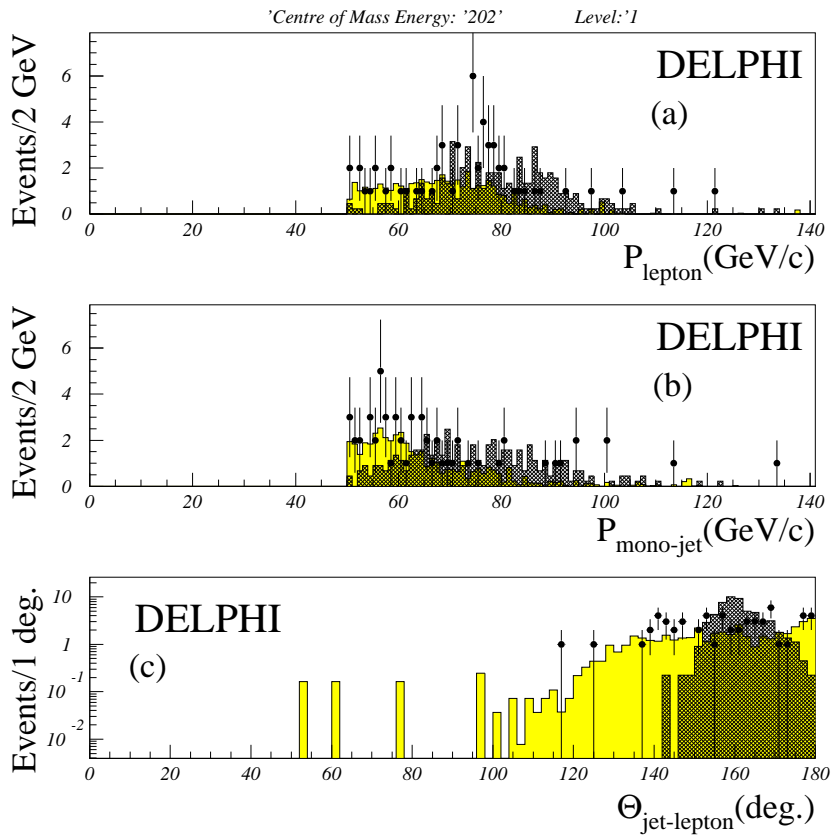 'Centre of Mass Energy: '202' Level:'1
DELPHI
(a)
Events/2 GeV
6
4
2
0
0 20 40 60 80 100 120 140
P_lepton(GeV/c)
DELPHI
(b)
Events/2 GeV
6
4
2
0
0 20 40 60 80 100 120 140
P_mono-jet(GeV/c)
DELPHI
(c)
Events/1 deg.
10
1
10^-1
10^-2
0 20 40 60 80 100 120 140 160 180
Θ_jet-lepton(deg.)